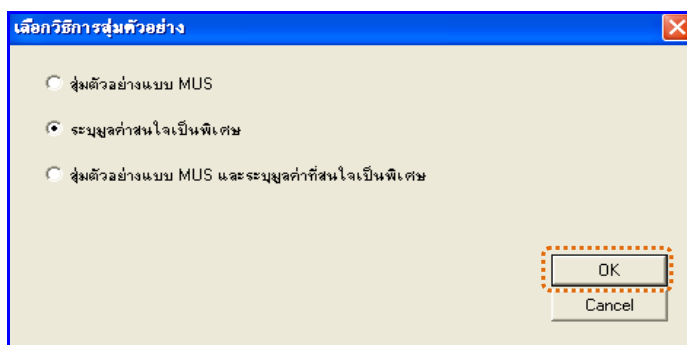 เลือกวิธีการสุ่มตัวอย่าง
สุ่มตัวอย่างแบบ MUS
ระบุมูลค่าสนใจเป็นพิเศษ
สุ่มตัวอย่างแบบ MUS และระบุมูลค่าที่สนใจเป็นพิเศษ
OK
Cancel